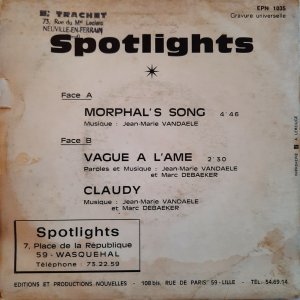 E. TRACHET
73, Rue du Mal Leclerc
NEUVILLE-EN-FERRAIN
EPN 1035
Gravure universelle
Spotlights
Face A
MORPHAL'S SONG 4'46
Musique : Jean-Marie VANDAELE
Face B
VAGUE A L'AME 2'30
Paroles et Musique : Jean-Marie VANDAELE
et Marc DEBAEKER
CLAUDY
Musique : Jean-Marie VANDAELE
et Marc DEBAEKER
Spotlights
7, Place de la République
59 - WASQUEHAL
Téléphone : 73.22.59
EDITIONS ET PRODUCTIONS NOUVELLES - 108 bis, RUE DE PARIS 59 - LILLE - TEL. : 54.69.14